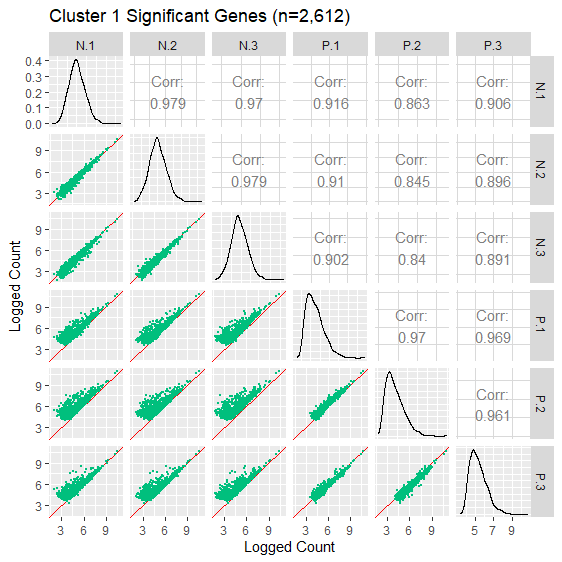 Cluster 1 Significant Genes (n=2,612)
N.1 N.2 N.3 P.1 P.2 P.3
0.4
0.3
0.2
0.1
0.0
Corr:
0.979
Corr:
0.97
Corr:
0.916
Corr:
0.863
Corr:
0.906
N.1
9
6
3
Corr:
0.979
Corr:
0.91
Corr:
0.845
Corr:
0.896
N.2
9
6
3
Corr:
0.902
Corr:
0.84
Corr:
0.891
N.3
9
6
3
Corr:
0.97
Corr:
0.969
P.1
9
6
3
Corr:
0.961
P.2
9
6
3
P.3
3 6 9 3 6 9 3 6 9 3 6 9 3 6 9 5 7 9
Logged Count
Logged Count